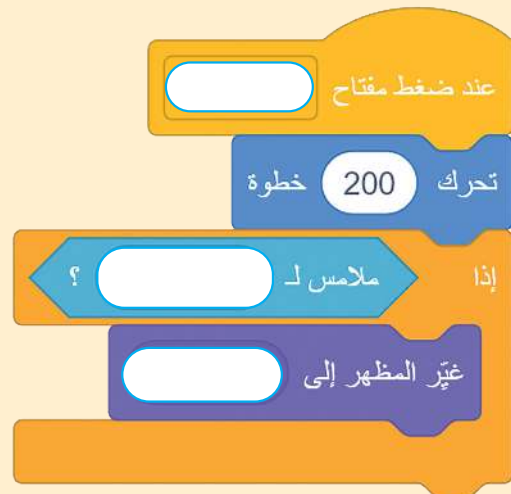 عند ضغط مفتاح
تحرك 200 خطوة
إذا ملامس لـ ؟
غيّر المظهر إلى